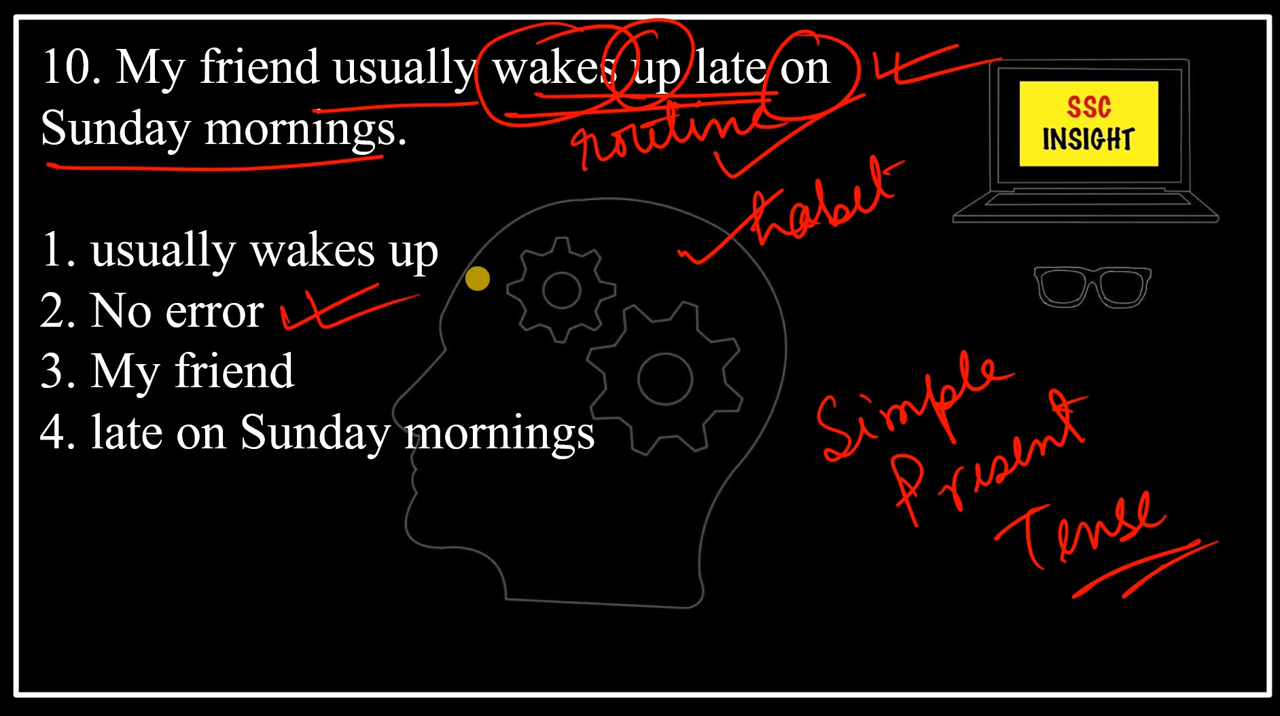 10. My friend usually wakes up late on
Sunday mornings.
routine
habit
SSC
INSIGHT
1. usually wakes up
2. No error
3. My friend
4. late on Sunday mornings
Simple
Present
Tense